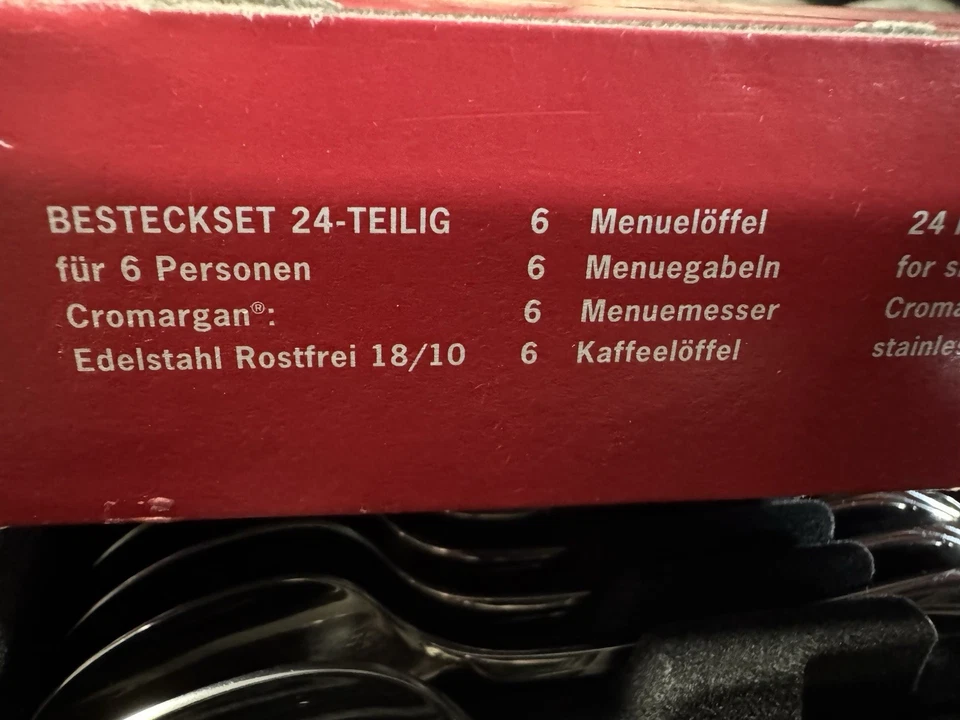 BESTECKSET 24-TEILIG
für 6 Personen
Cromargan®:
Edelstahl Rostfrei 18/10
6 Menuelöffel
6 Menuegabeln
6 Menuemesser
6 Kaffeelöffel
24
for